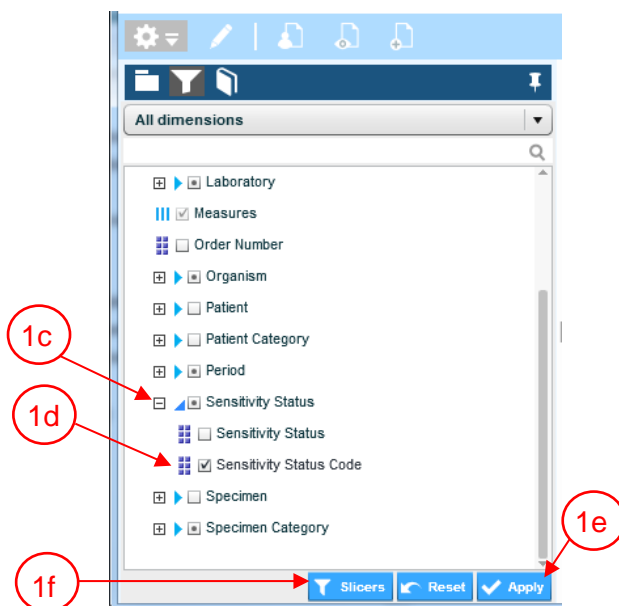 All dimensions
Laboratory
Measures
Order Number
Organism
Patient
1c
Patient Category
Period
Sensitivity Status
1d
Sensitivity Status
Sensitivity Status Code
Specimen
1e
Specimen Category
1f
Slicers Reset Apply